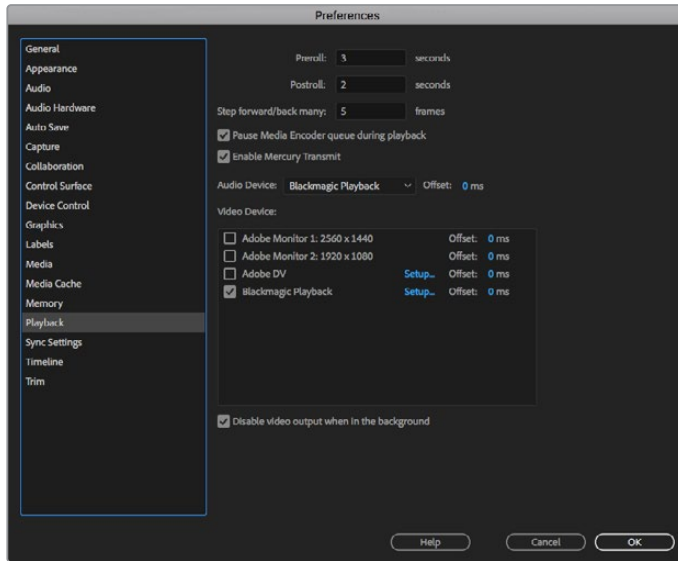 Preferences
General
Appearance
Audio
Audio Hardware
Auto Save
Capture
Collaboration
Control Surface
Device Control
Graphics
Labels
Media
Media Cache
Memory
Playback
Sync Settings
Timeline
Trim
Preroll: 3 seconds
Postroll: 2 seconds
Step forward/back many: 5 frames
Pause Media Encoder queue during playback
Enable Mercury Transmit
Audio Device: Blackmagic Playback Offset: 0 ms
Video Device:
Adobe Monitor 1: 2560 x 1440 Offset: 0 ms
Adobe Monitor 2: 1920 x 1080 Offset: 0 ms
Adobe DV Setup... Offset: 0 ms
Blackmagic Playback Setup... Offset: 0 ms
Disable video output when in the background
Help Cancel OK